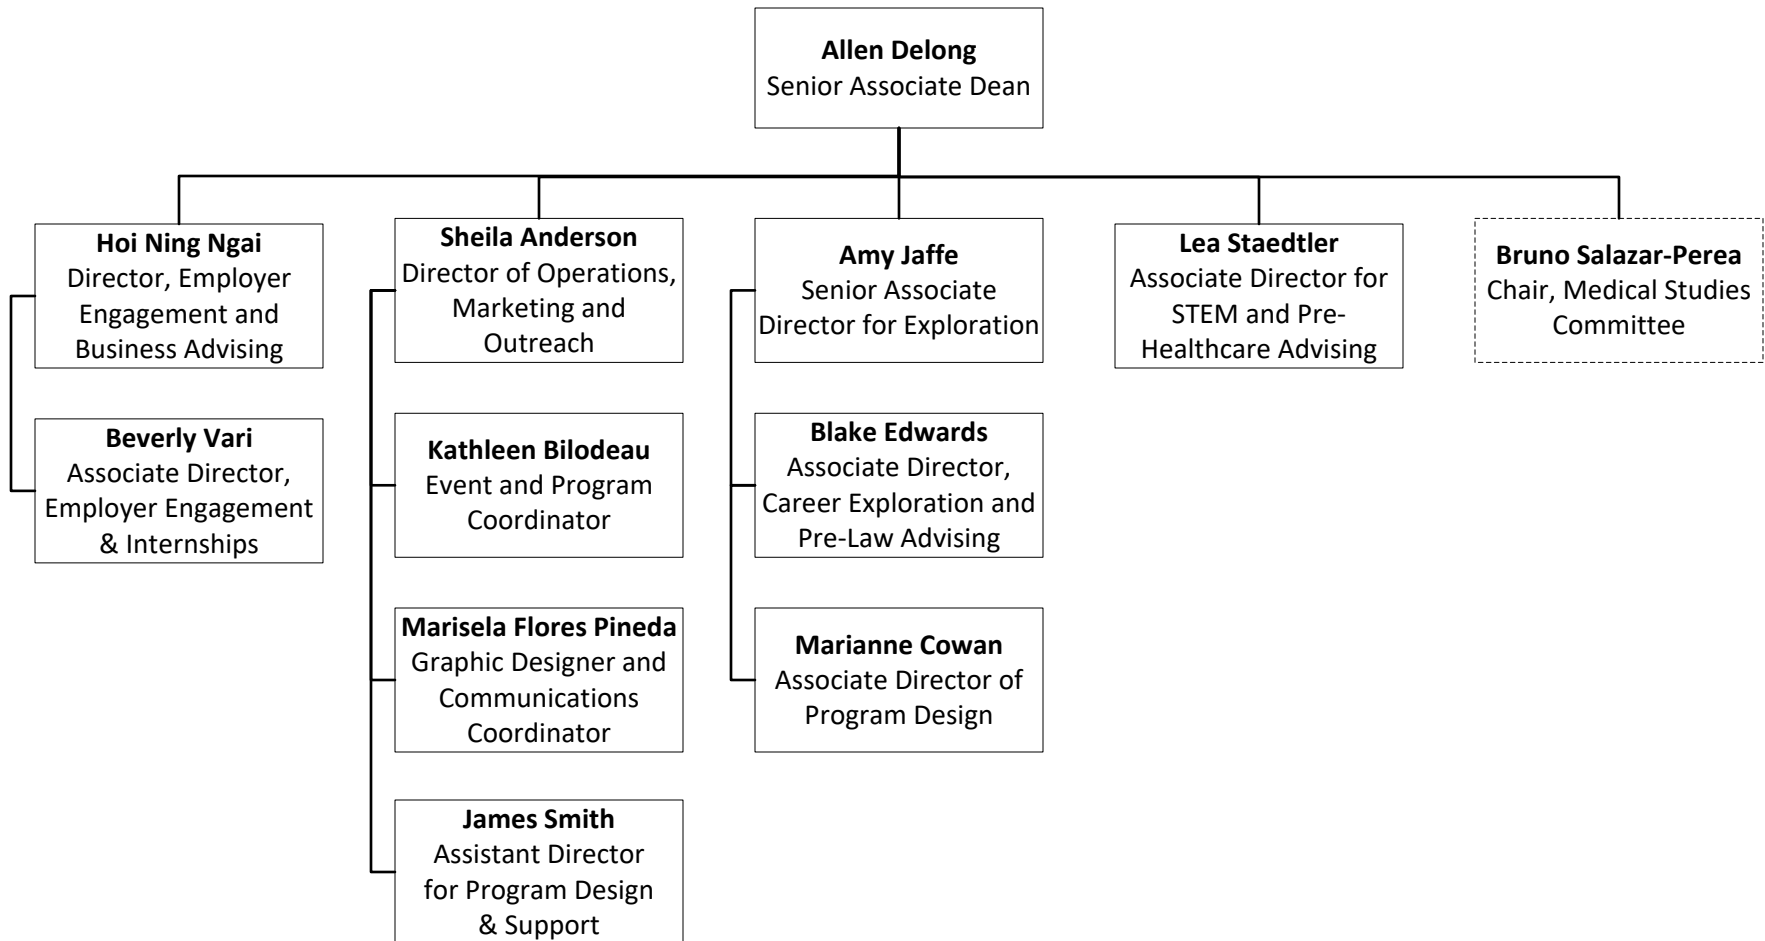 Allen Delong
Senior Associate Dean
Hoi Ning Ngai
Director, Employer
Engagement and
Business Advising
Sheila Anderson
Director of Operations,
Marketing and
Outreach
Amy Jaffe
Senior Associate
Director for Exploration
Lea Staedtler
Associate Director for
STEM and Pre-
Healthcare Advising
Bruno Salazar-Perea
Chair, Medical Studies
Committee
Beverly Vari
Associate Director,
Employer Engagement
& Internships
Kathleen Bilodeau
Event and Program
Coordinator
Blake Edwards
Associate Director,
Career Exploration and
Pre-Law Advising
Marisela Flores Pineda
Graphic Designer and
Communications
Coordinator
Marianne Cowan
Associate Director of
Program Design
James Smith
Assistant Director
for Program Design
& Support